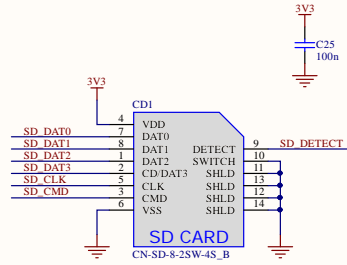 3V3
C25
100n
3V3
CD1
4 VDD
SD_DAT0 7 DAT0
SD_DAT1 8 DAT1 DETECT 9 SD_DETECT
SD_DAT2 1 DAT2 SWITCH 10
SD_DAT3 2 CD/DAT3 SHLD 11
SD_CLK 5 CLK SHLD 13
SD_CMD 3 CMD SHLD 12
6 VSS SHLD 14
SD CARD
CN-SD-8-2SW-4S_B